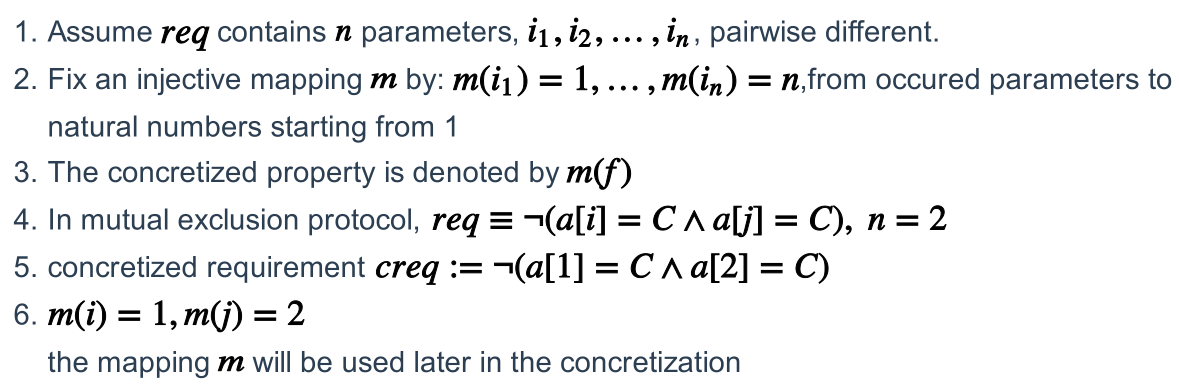 1. Assume req contains n parameters, i₁, i₂, … , iₙ, pairwise different.
2. Fix an injective mapping m by: m(i₁) = 1, … , m(iₙ) = n,from occured parameters to
natural numbers starting from 1
3. The concretized property is denoted by m(f)
4. In mutual exclusion protocol, req ≡ ¬(a[i] = C ∧ a[j] = C), n = 2
5. concretized requirement creq := ¬(a[1] = C ∧ a[2] = C)
6. m(i) = 1, m(j) = 2
the mapping m will be used later in the concretization